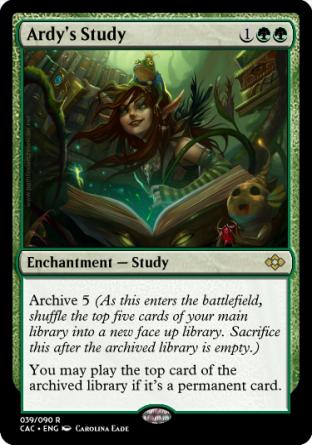 Ardy's Study 1
Enchantment — Study
Archive 5 (As this enters the battlefield,
shuffle the top five cards of your main
library into a new face up library. Sacrifice
this after the archived library is empty.)
You may play the top card of the
archived library if it's a permanent card.
039/090 R
CAC • ENG Carolina Eade